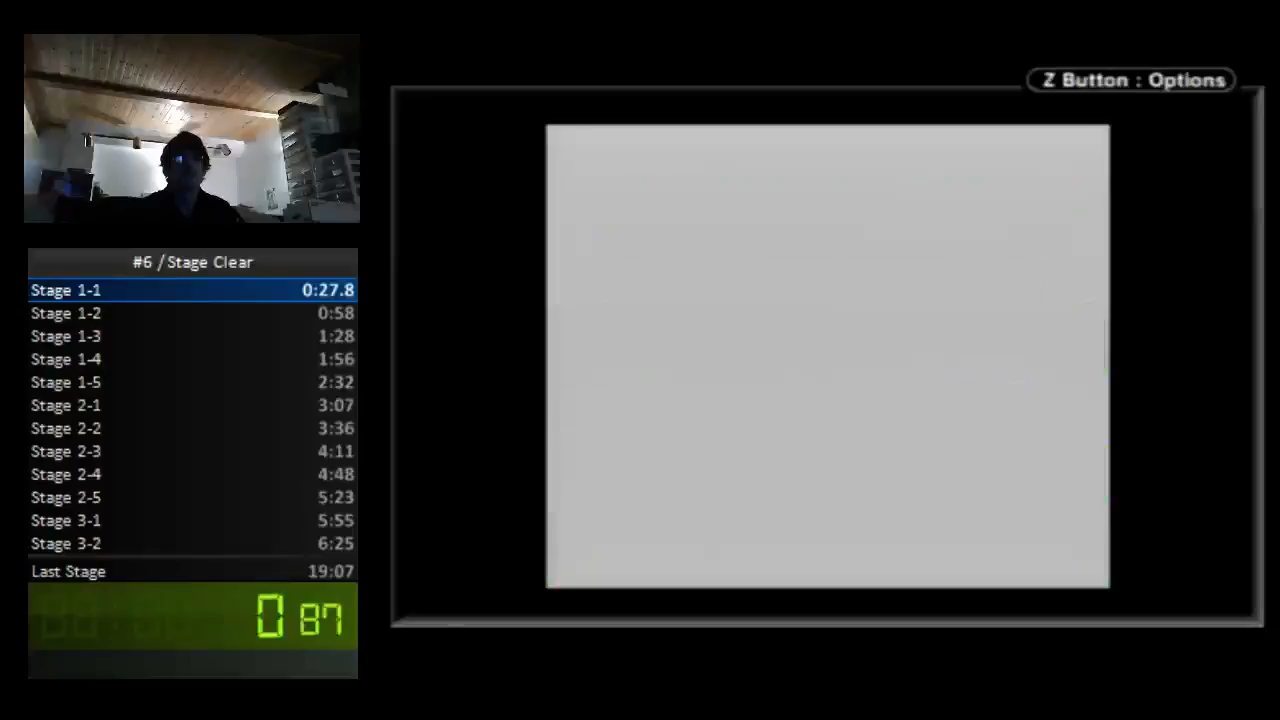 Z Button : Options
#6 / Stage Clear
Stage 1-1 0:27.8
Stage 1-2 0:58
Stage 1-3 1:28
Stage 1-4 1:56
Stage 1-5 2:32
Stage 2-1 3:07
Stage 2-2 3:36
Stage 2-3 4:11
Stage 2-4 4:48
Stage 2-5 5:23
Stage 3-1 5:55
Stage 3-2 6:25
Last Stage 19:07
0 87